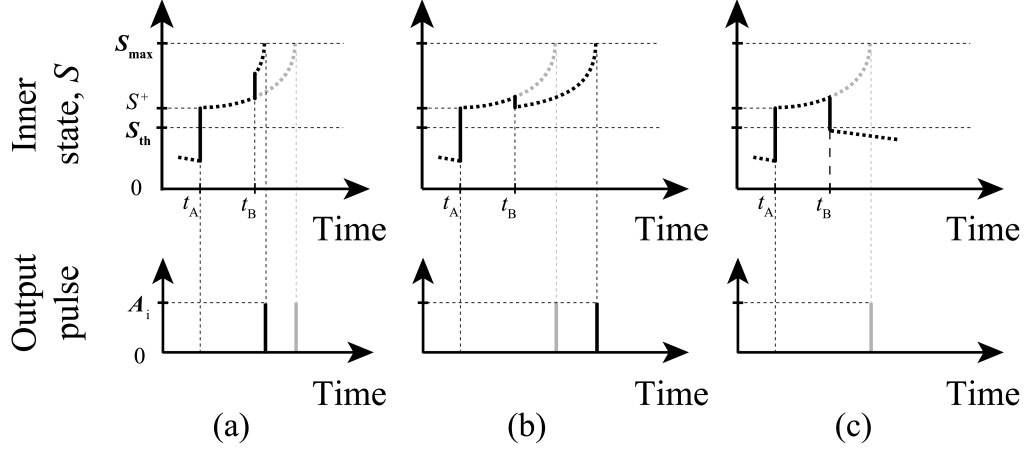 Inner
state, S
S_max
S^+
S_th
0
t_A
t_B
Time
t_A
t_B
Time
t_A
t_B
Time
Output
pulse
A_i
0
Time
Time
Time
(a)
(b)
(c)